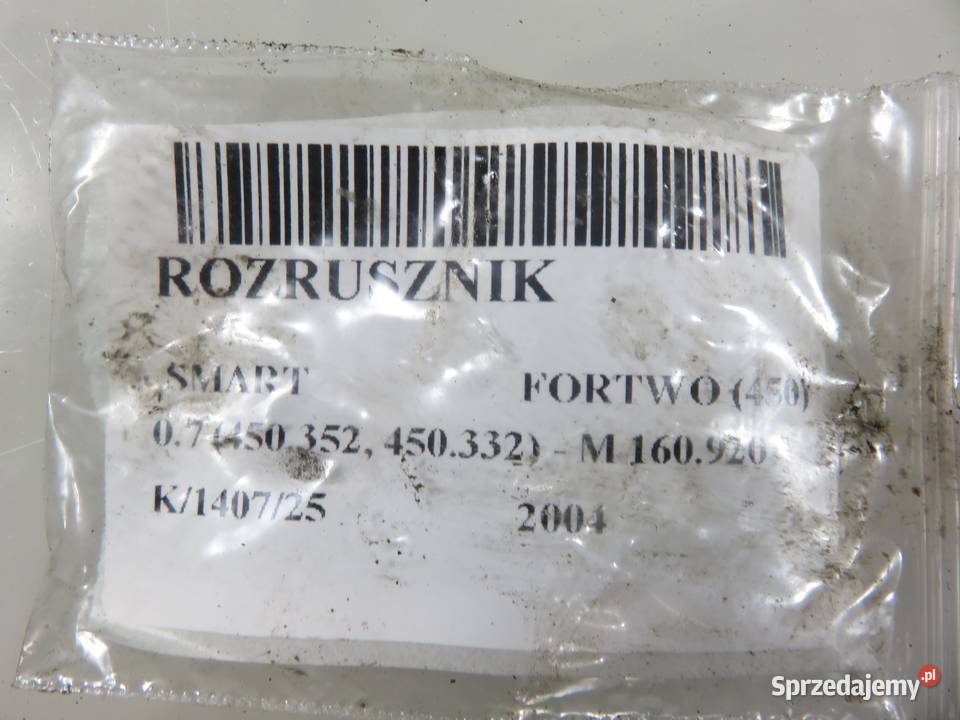 ROZRUSZNIK
SMART FORTWO (450)
0.7 (450.352, 450.332) - M 160.920
K/1407/25 2004
Sprzedajemy.pl